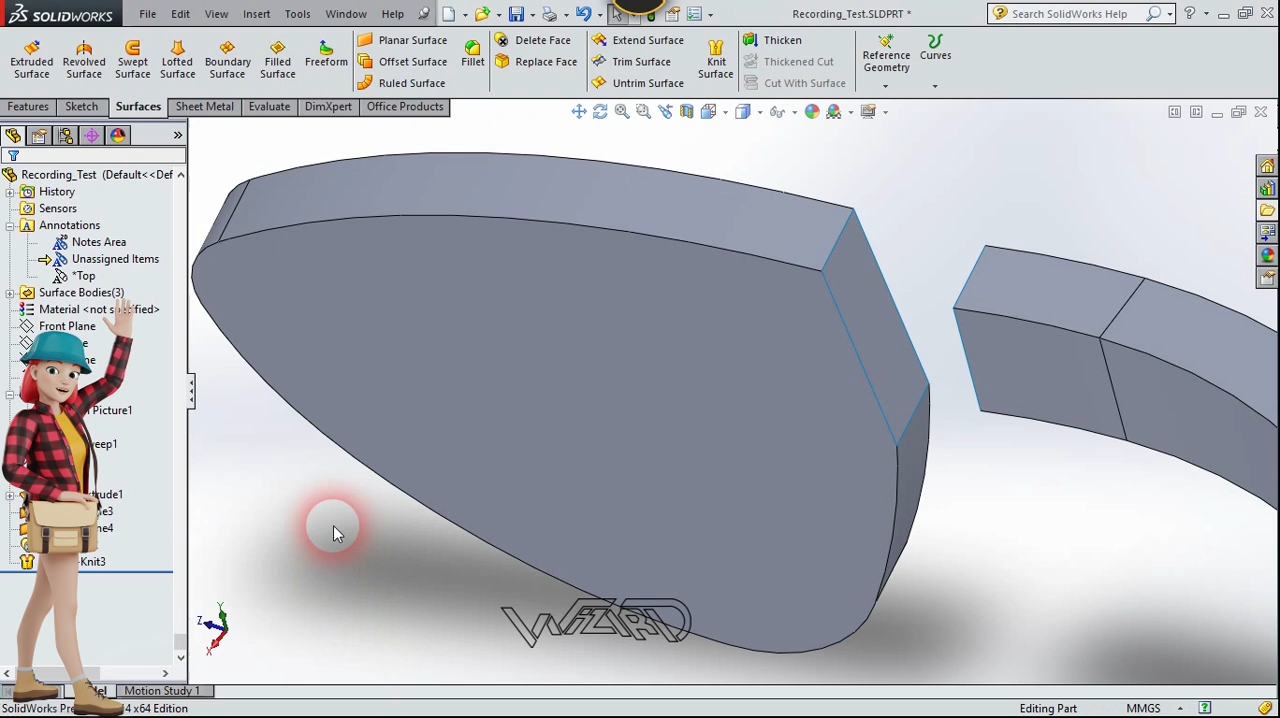 SOLIDWORKS File Edit View Insert Tools Window Help Recording_Test.SLDPRT * Search SolidWorks Help
Extruded Surface
Revolved Surface
Swept Surface
Lofted Surface
Boundary Surface
Filled Surface
Freeform
Planar Surface
Offset Surface
Ruled Surface
Fillet
Delete Face
Replace Face
Extend Surface
Trim Surface
Untrim Surface
Knit Surface
Thicken
Thickened Cut
Cut With Surface
Reference Geometry
Curves
Features Sketch Surfaces Sheet Metal Evaluate DimXpert Office Products
Recording_Test (Default<<Def
History
Sensors
Annotations
Notes Area
Unassigned Items
*Top
Surface Bodies(3)
Material <not specified>
Front Plane
Picture1
Knit3
WIZARD
Y
Z
X
Motion Study 1
x64 Edition
Editing Part
MMGS